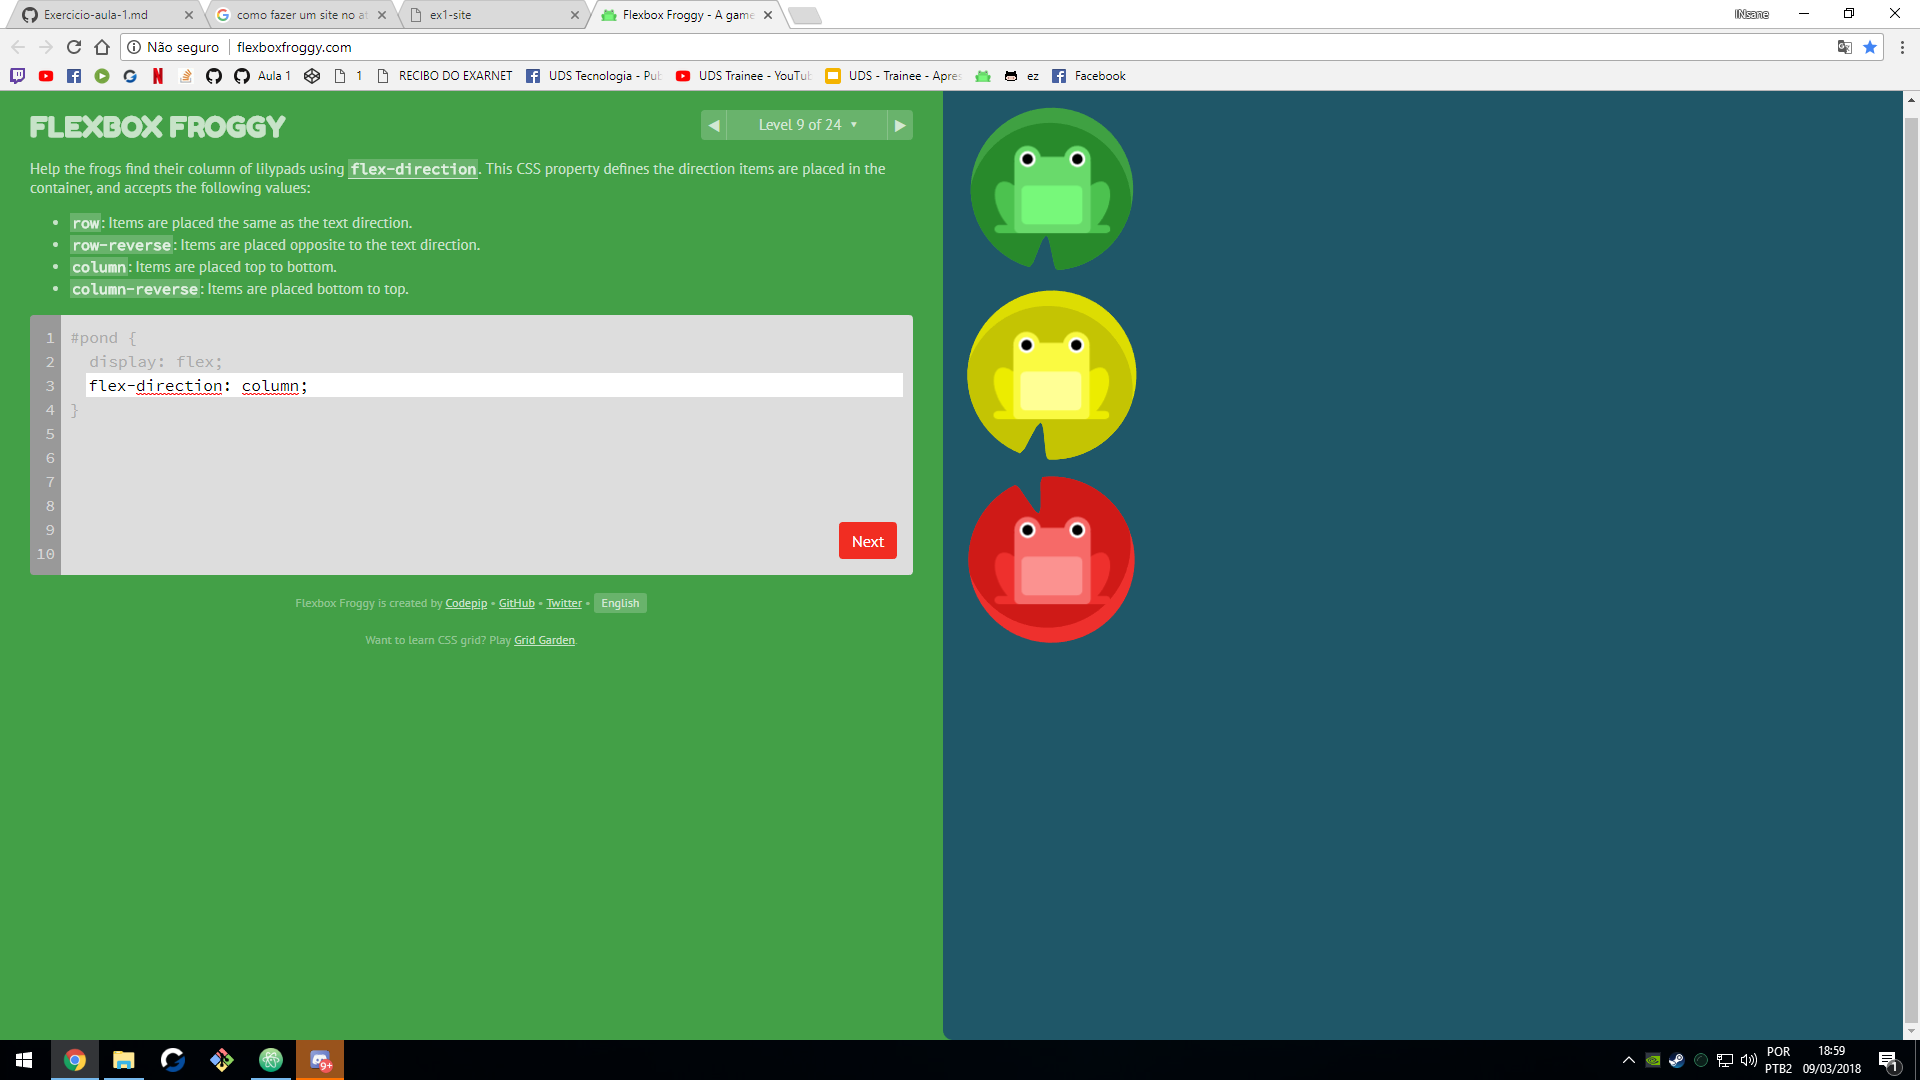 Exercicio-aula-1.md
como fazer um site no at
ex1-site
Flexbox Froggy - A game
INsane
Não seguro
flexboxfroggy.com
Aula 1
1
RECIBO DO EXARNET
UDS Tecnologia - Pub
UDS Trainee - YouTub
UDS - Trainee - Apres
ez
Facebook
FLEXBOX FROGGY
◀ Level 9 of 24 ▼ ▶
Help the frogs find their column of lilypads using flex-direction. This CSS property defines the direction items are placed in the
container, and accepts the following values:
• row: Items are placed the same as the text direction.
• row-reverse: Items are placed opposite to the text direction.
• column: Items are placed top to bottom.
• column-reverse: Items are placed bottom to top.
1 #pond {
2 display: flex;
3 flex-direction: column;
4 }
5
6
7
8
9
10
Next
Flexbox Froggy is created by Codepip • GitHub • Twitter • English
Want to learn CSS grid? Play Grid Garden.
9+
POR
PTB2
18:59
09/03/2018
1